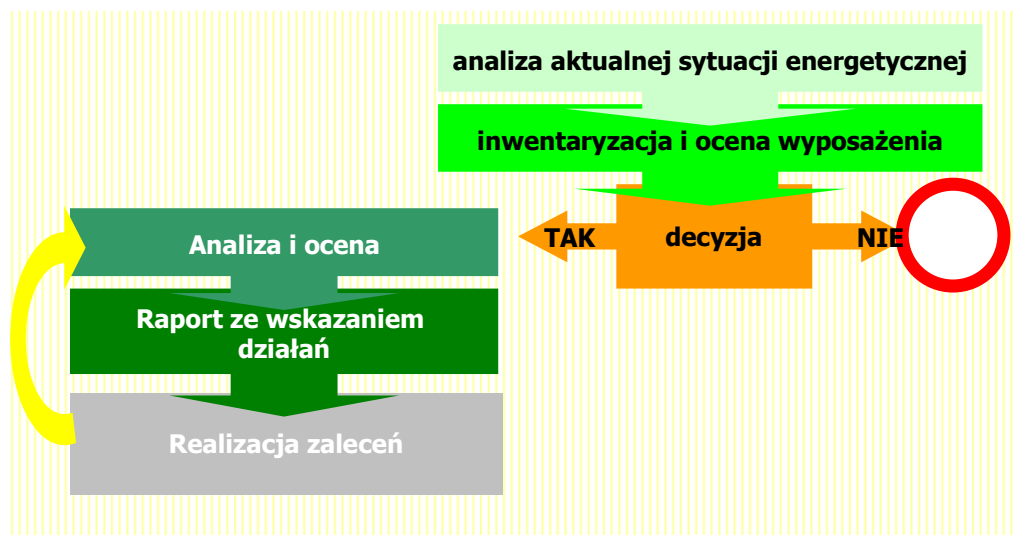 analiza aktualnej sytuacji energetycznej
inwentaryzacja i ocena wyposażenia
TAK
decyzja
NIE
Analiza i ocena
Raport ze wskazaniem
działań
Realizacja zaleceń